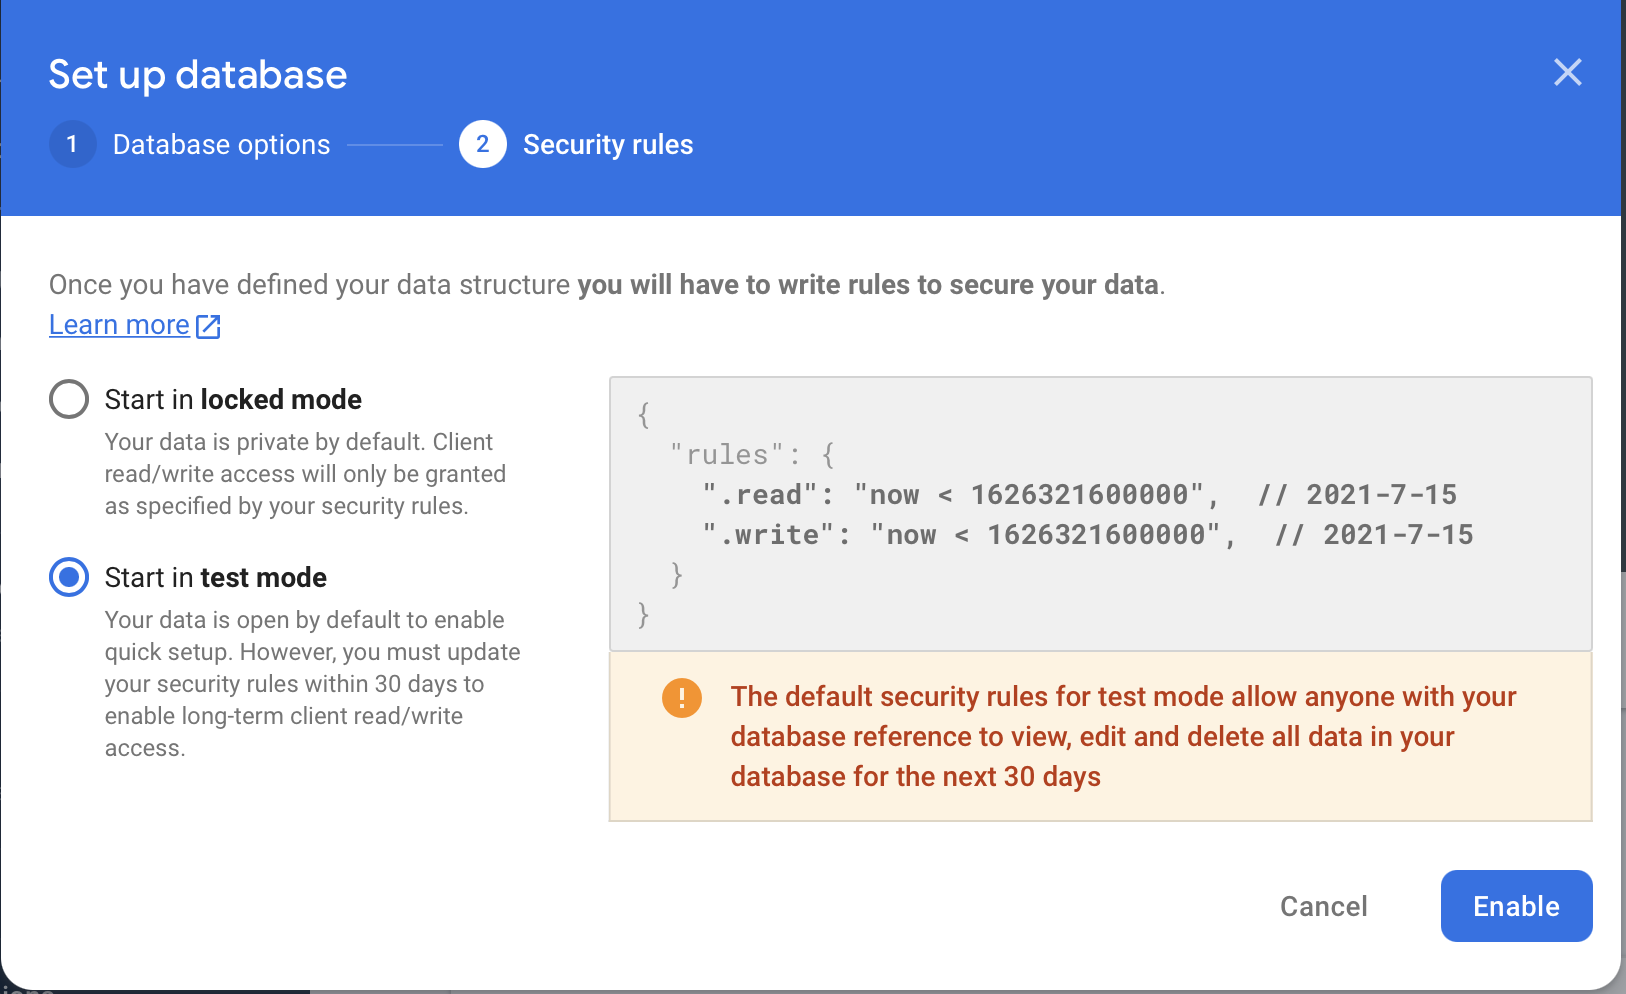 Set up database
1 Database options 2 Security rules
Once you have defined your data structure you will have to write rules to secure your data.
Learn more
Start in locked mode
Your data is private by default. Client
read/write access will only be granted
as specified by your security rules.
Start in test mode
Your data is open by default to enable
quick setup. However, you must update
your security rules within 30 days to
enable long-term client read/write
access.
{
"rules": {
".read": "now < 1626321600000", // 2021-7-15
".write": "now < 1626321600000", // 2021-7-15
}
}
! The default security rules for test mode allow anyone with your
database reference to view, edit and delete all data in your
database for the next 30 days
Cancel Enable